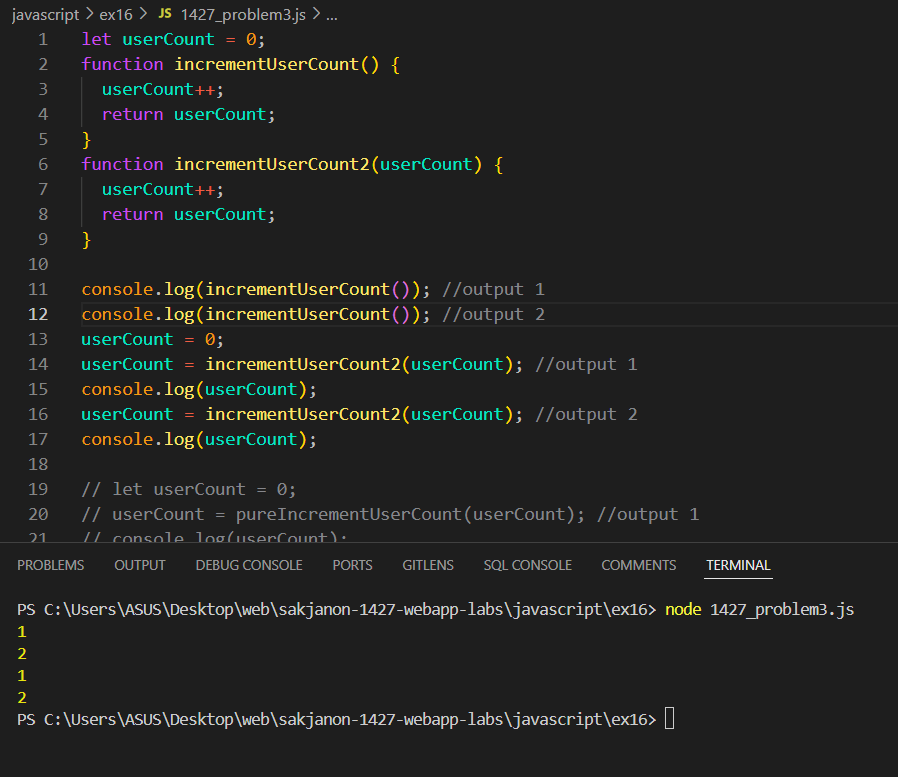 javascript > ex16 > JS 1427_problem3.js > ...
1 let userCount = 0;
2 function incrementUserCount() {
3   userCount++;
4   return userCount;
5 }
6 function incrementUserCount2(userCount) {
7   userCount++;
8   return userCount;
9 }
10
11 console.log(incrementUserCount()); //output 1
12 console.log(incrementUserCount()); //output 2
13 userCount = 0;
14 userCount = incrementUserCount2(userCount); //output 1
15 console.log(userCount);
16 userCount = incrementUserCount2(userCount); //output 2
17 console.log(userCount);
18
19 // let userCount = 0;
20 // userCount = pureIncrementUserCount(userCount); //output 1
21 // console.log(userCount);
PROBLEMS OUTPUT DEBUG CONSOLE PORTS GITLENS SQL CONSOLE COMMENTS TERMINAL
PS C:\Users\ASUS\Desktop\web\sakjanon-1427-webapp-labs\javascript\ex16> node 1427_problem3.js
1
2
1
2
PS C:\Users\ASUS\Desktop\web\sakjanon-1427-webapp-labs\javascript\ex16>